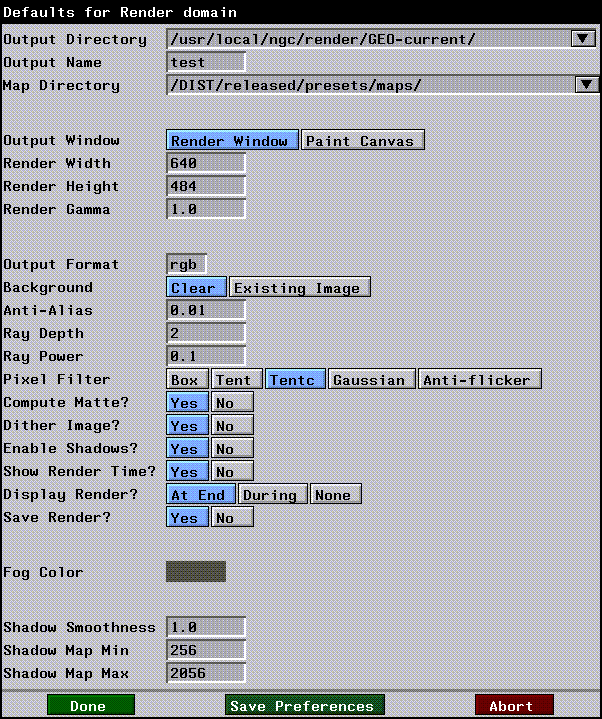 Defaults for Render domain
Output Directory /usr/local/ngc/render/GEO-current/
Output Name test
Map Directory /DIST/released/presets/maps/
Output Window Render Window Paint Canvas
Render Width 640
Render Height 484
Render Gamma 1.0
Output Format rgb
Background Clear Existing Image
Anti-Alias 0.01
Ray Depth 2
Ray Power 0.1
Pixel Filter Box Tent Tentc Gaussian Anti-flicker
Compute Matte? Yes No
Dither Image? Yes No
Enable Shadows? Yes No
Show Render Time? Yes No
Display Render? At End During None
Save Render? Yes No
Fog Color
Shadow Smoothness 1.0
Shadow Map Min 256
Shadow Map Max 2056
Done Save Preferences Abort